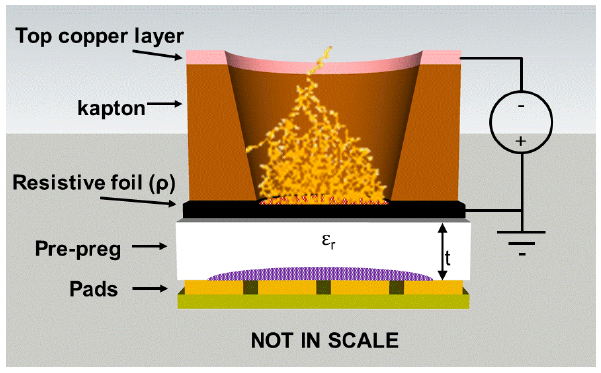 Top copper layer
kapton
-
+
Resistive foil (ρ)
Pre-preg
εr
t
Pads
NOT IN SCALE